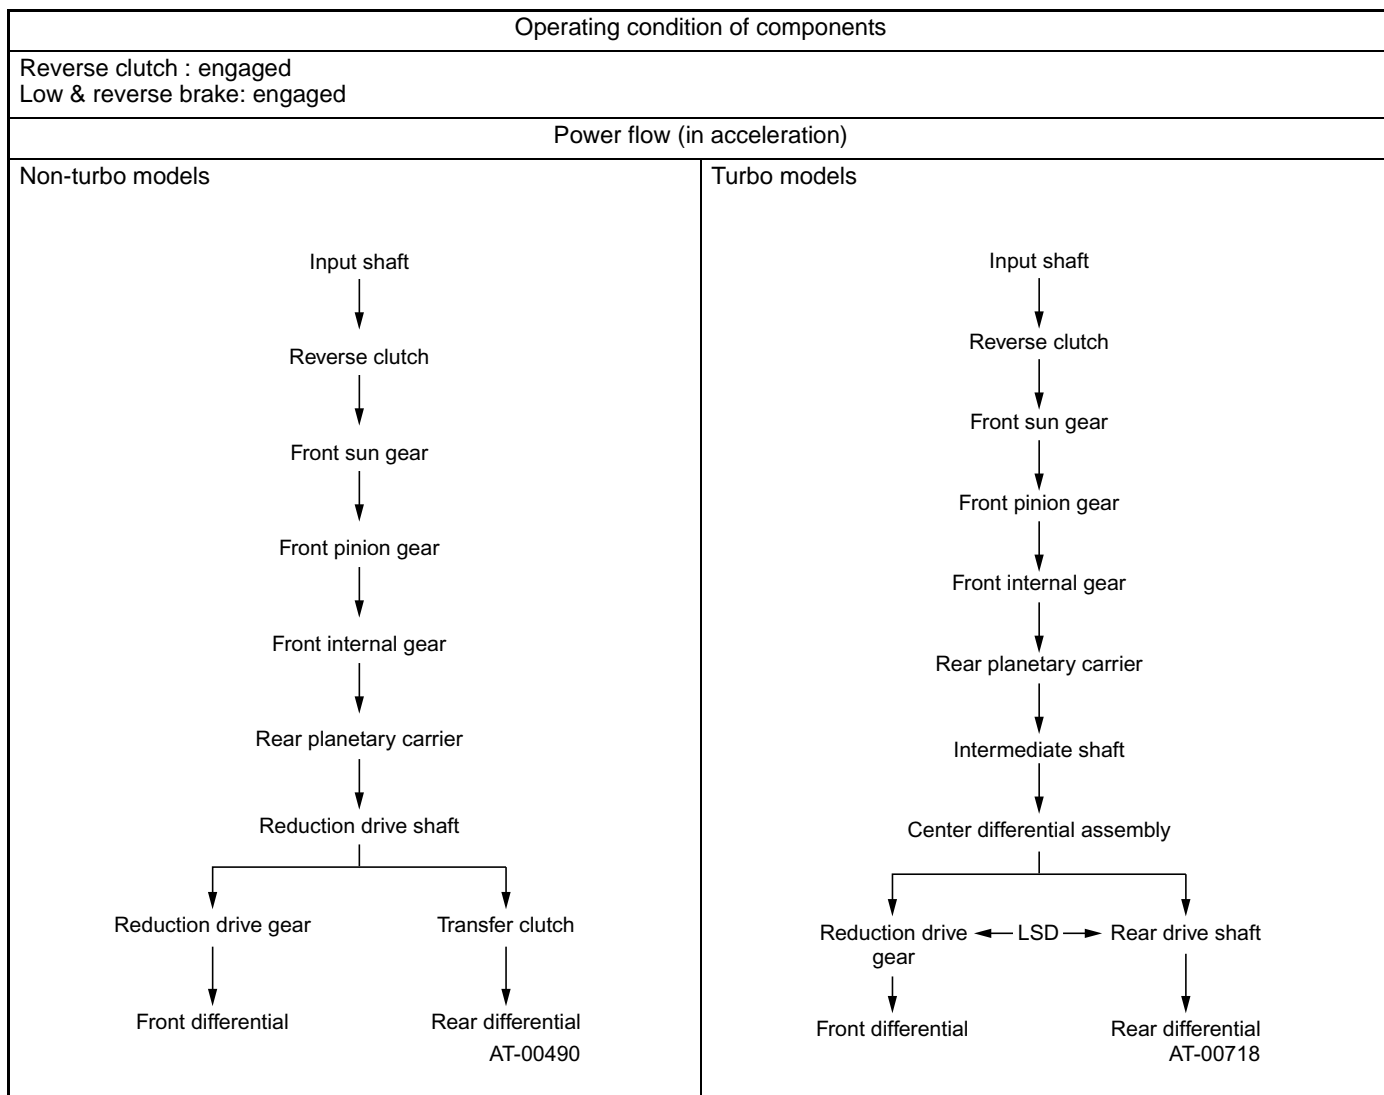 Operating condition of components
Reverse clutch : engaged
Low & reverse brake: engaged
Power flow (in acceleration)
Non-turbo models
Input shaft
Reverse clutch
Front sun gear
Front pinion gear
Front internal gear
Rear planetary carrier
Reduction drive shaft
Reduction drive gear
Transfer clutch
Front differential
Rear differential
AT-00490
Turbo models
Input shaft
Reverse clutch
Front sun gear
Front pinion gear
Front internal gear
Rear planetary carrier
Intermediate shaft
Center differential assembly
Reduction drive
gear
LSD
Rear drive shaft
Front differential
Rear differential
AT-00718